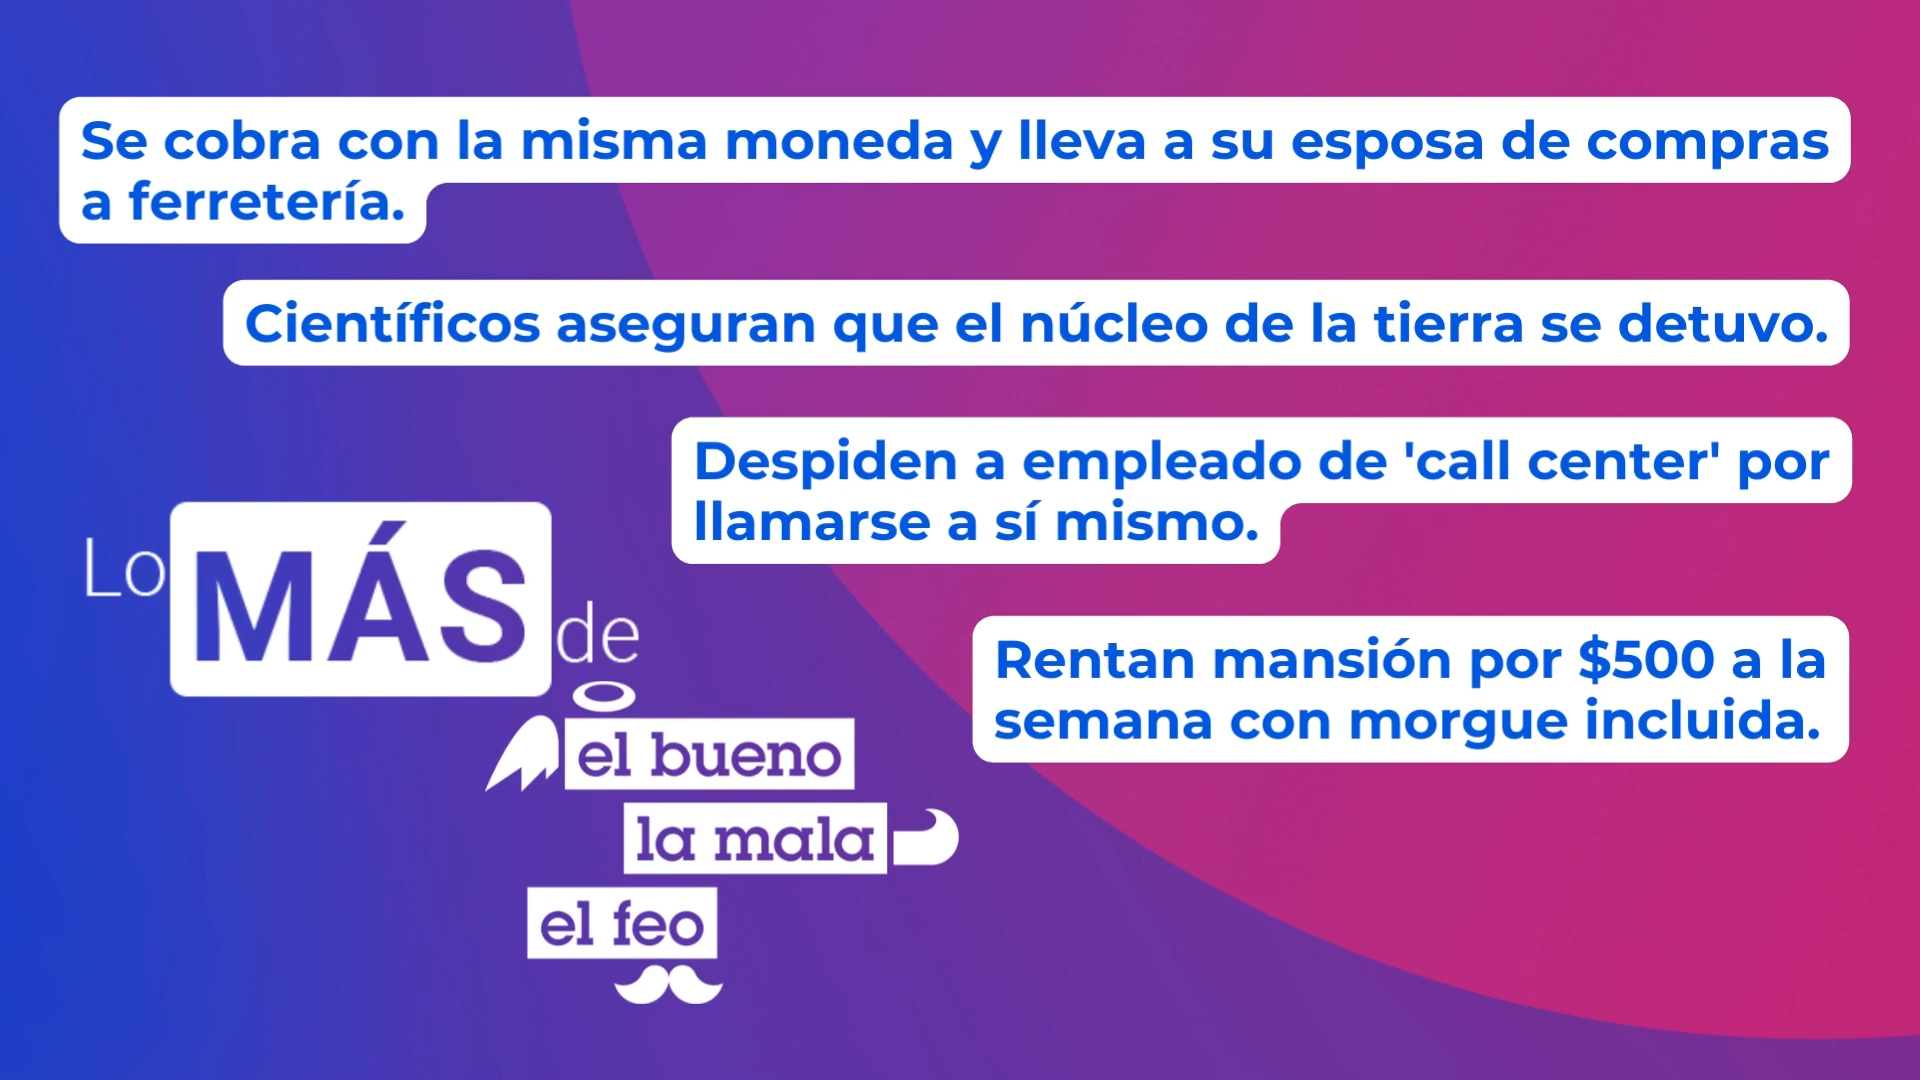 Se cobra con la misma moneda y lleva a su esposa de compras
a ferretería.
Científicos aseguran que el núcleo de la tierra se detuvo.
Despiden a empleado de 'call center' por
llamarse a sí mismo.
Rentan mansión por $500 a la
semana con morgue incluida.
Lo MÁS de
el bueno
la mala
el feo